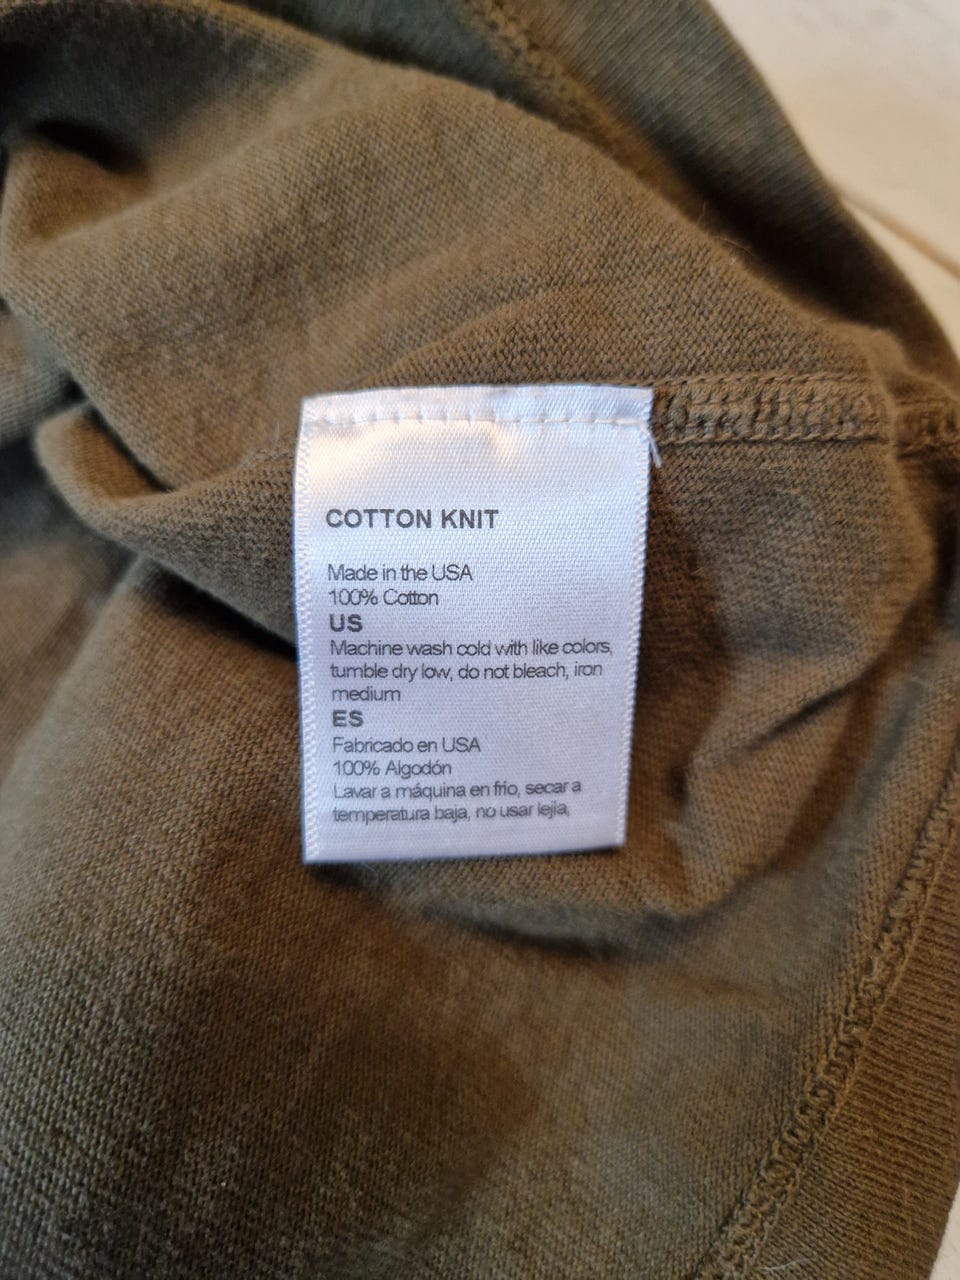 COTTON KNIT
Made in the USA
100% Cotton
US
Machine wash cold with like colors,
tumble dry low, do not bleach, iron
medium
ES
Fabricado en USA
100% Algodón
Lavar a máquina en frío, secar a
temperatura baja, no usar lejía,